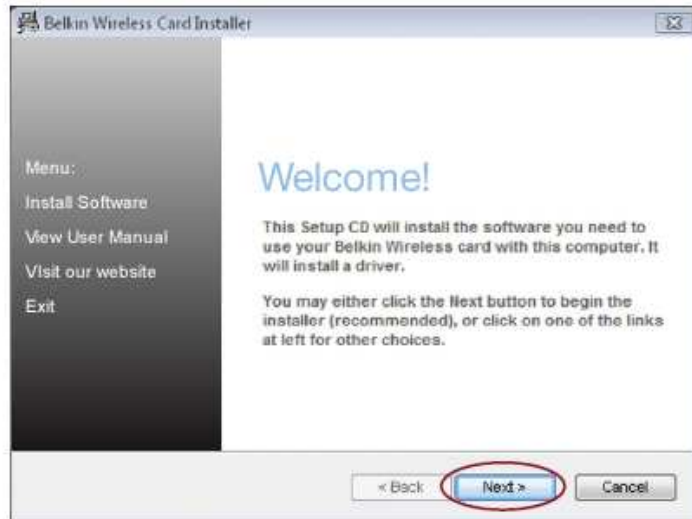 Belkin Wireless Card Installer
Menu:
Install Software
View User Manual
VIsit our website
Exit
Welcome!
This Setup CD will install the software you need to
use your Belkin Wireless card with this computer. It
will install a driver.
You may either click the Next button to begin the
installer (recommended), or click on one of the links
at left for other choices.
< Back
Next >
Cancel